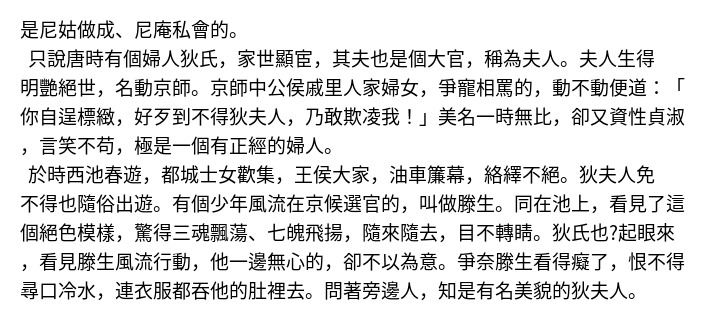 是尼姑做成、尼庵私會的。
只說唐時有個婦人狄氏，家世顯宦，其夫也是個大官，稱為夫人。夫人生得
明艷絕世，名動京師。京師中公侯戚里人家婦女，爭寵相罵的，動不動便道：「
你自逞標緻，好歹到不得狄夫人，乃敢欺凌我！」美名一時無比，卻又資性貞淑
，言笑不苟，極是一個有正經的婦人。
於時西池春遊，都城士女歡集，王侯大家，油車簾幕，絡繹不絕。狄夫人免
不得也隨俗出遊。有個少年風流在京候選官的，叫做滕生。同在池上，看見了這
個絕色模樣，驚得三魂飄蕩、七魄飛揚，隨來隨去，目不轉睛。狄氏也?起眼來
，看見滕生風流行動，他一邊無心的，卻不以為意。爭奈滕生看得癡了，恨不得
尋口冷水，連衣服都吞他的肚裡去。問著旁邊人，知是有名美貌的狄夫人。